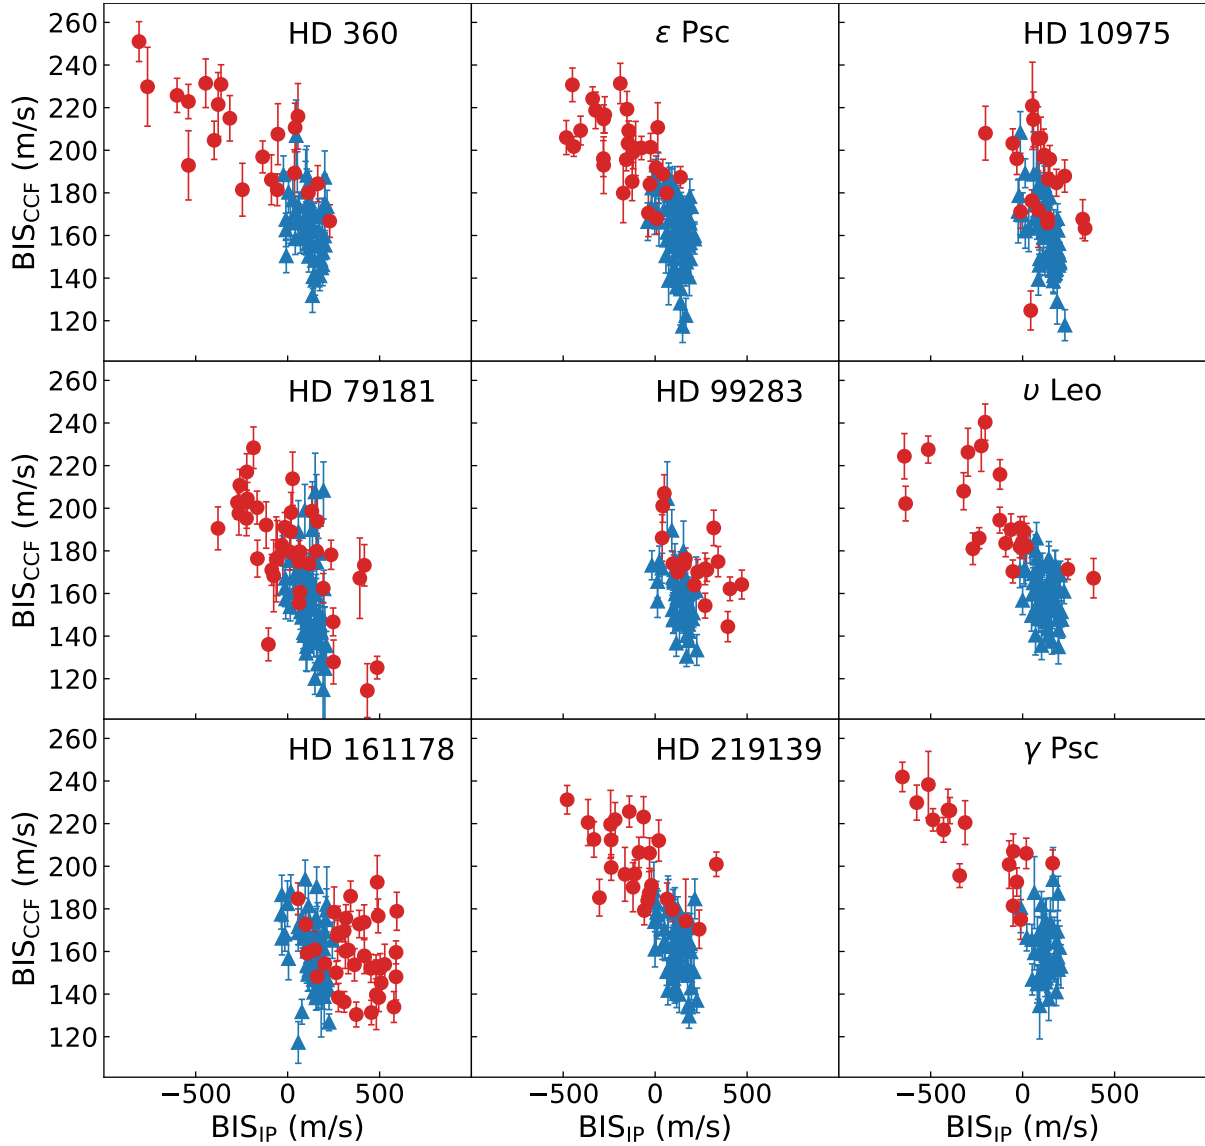 HD 360
ε Psc
HD 10975
260
240
220
200
180
160
140
120
BIS_CCF (m/s)
HD 79181
HD 99283
υ Leo
260
240
220
200
180
160
140
120
BIS_CCF (m/s)
HD 161178
HD 219139
γ Psc
260
240
220
200
180
160
140
120
BIS_CCF (m/s)
−500 0 500
−500 0 500
−500 0 500
BIS_IP (m/s)
BIS_IP (m/s)
BIS_IP (m/s)